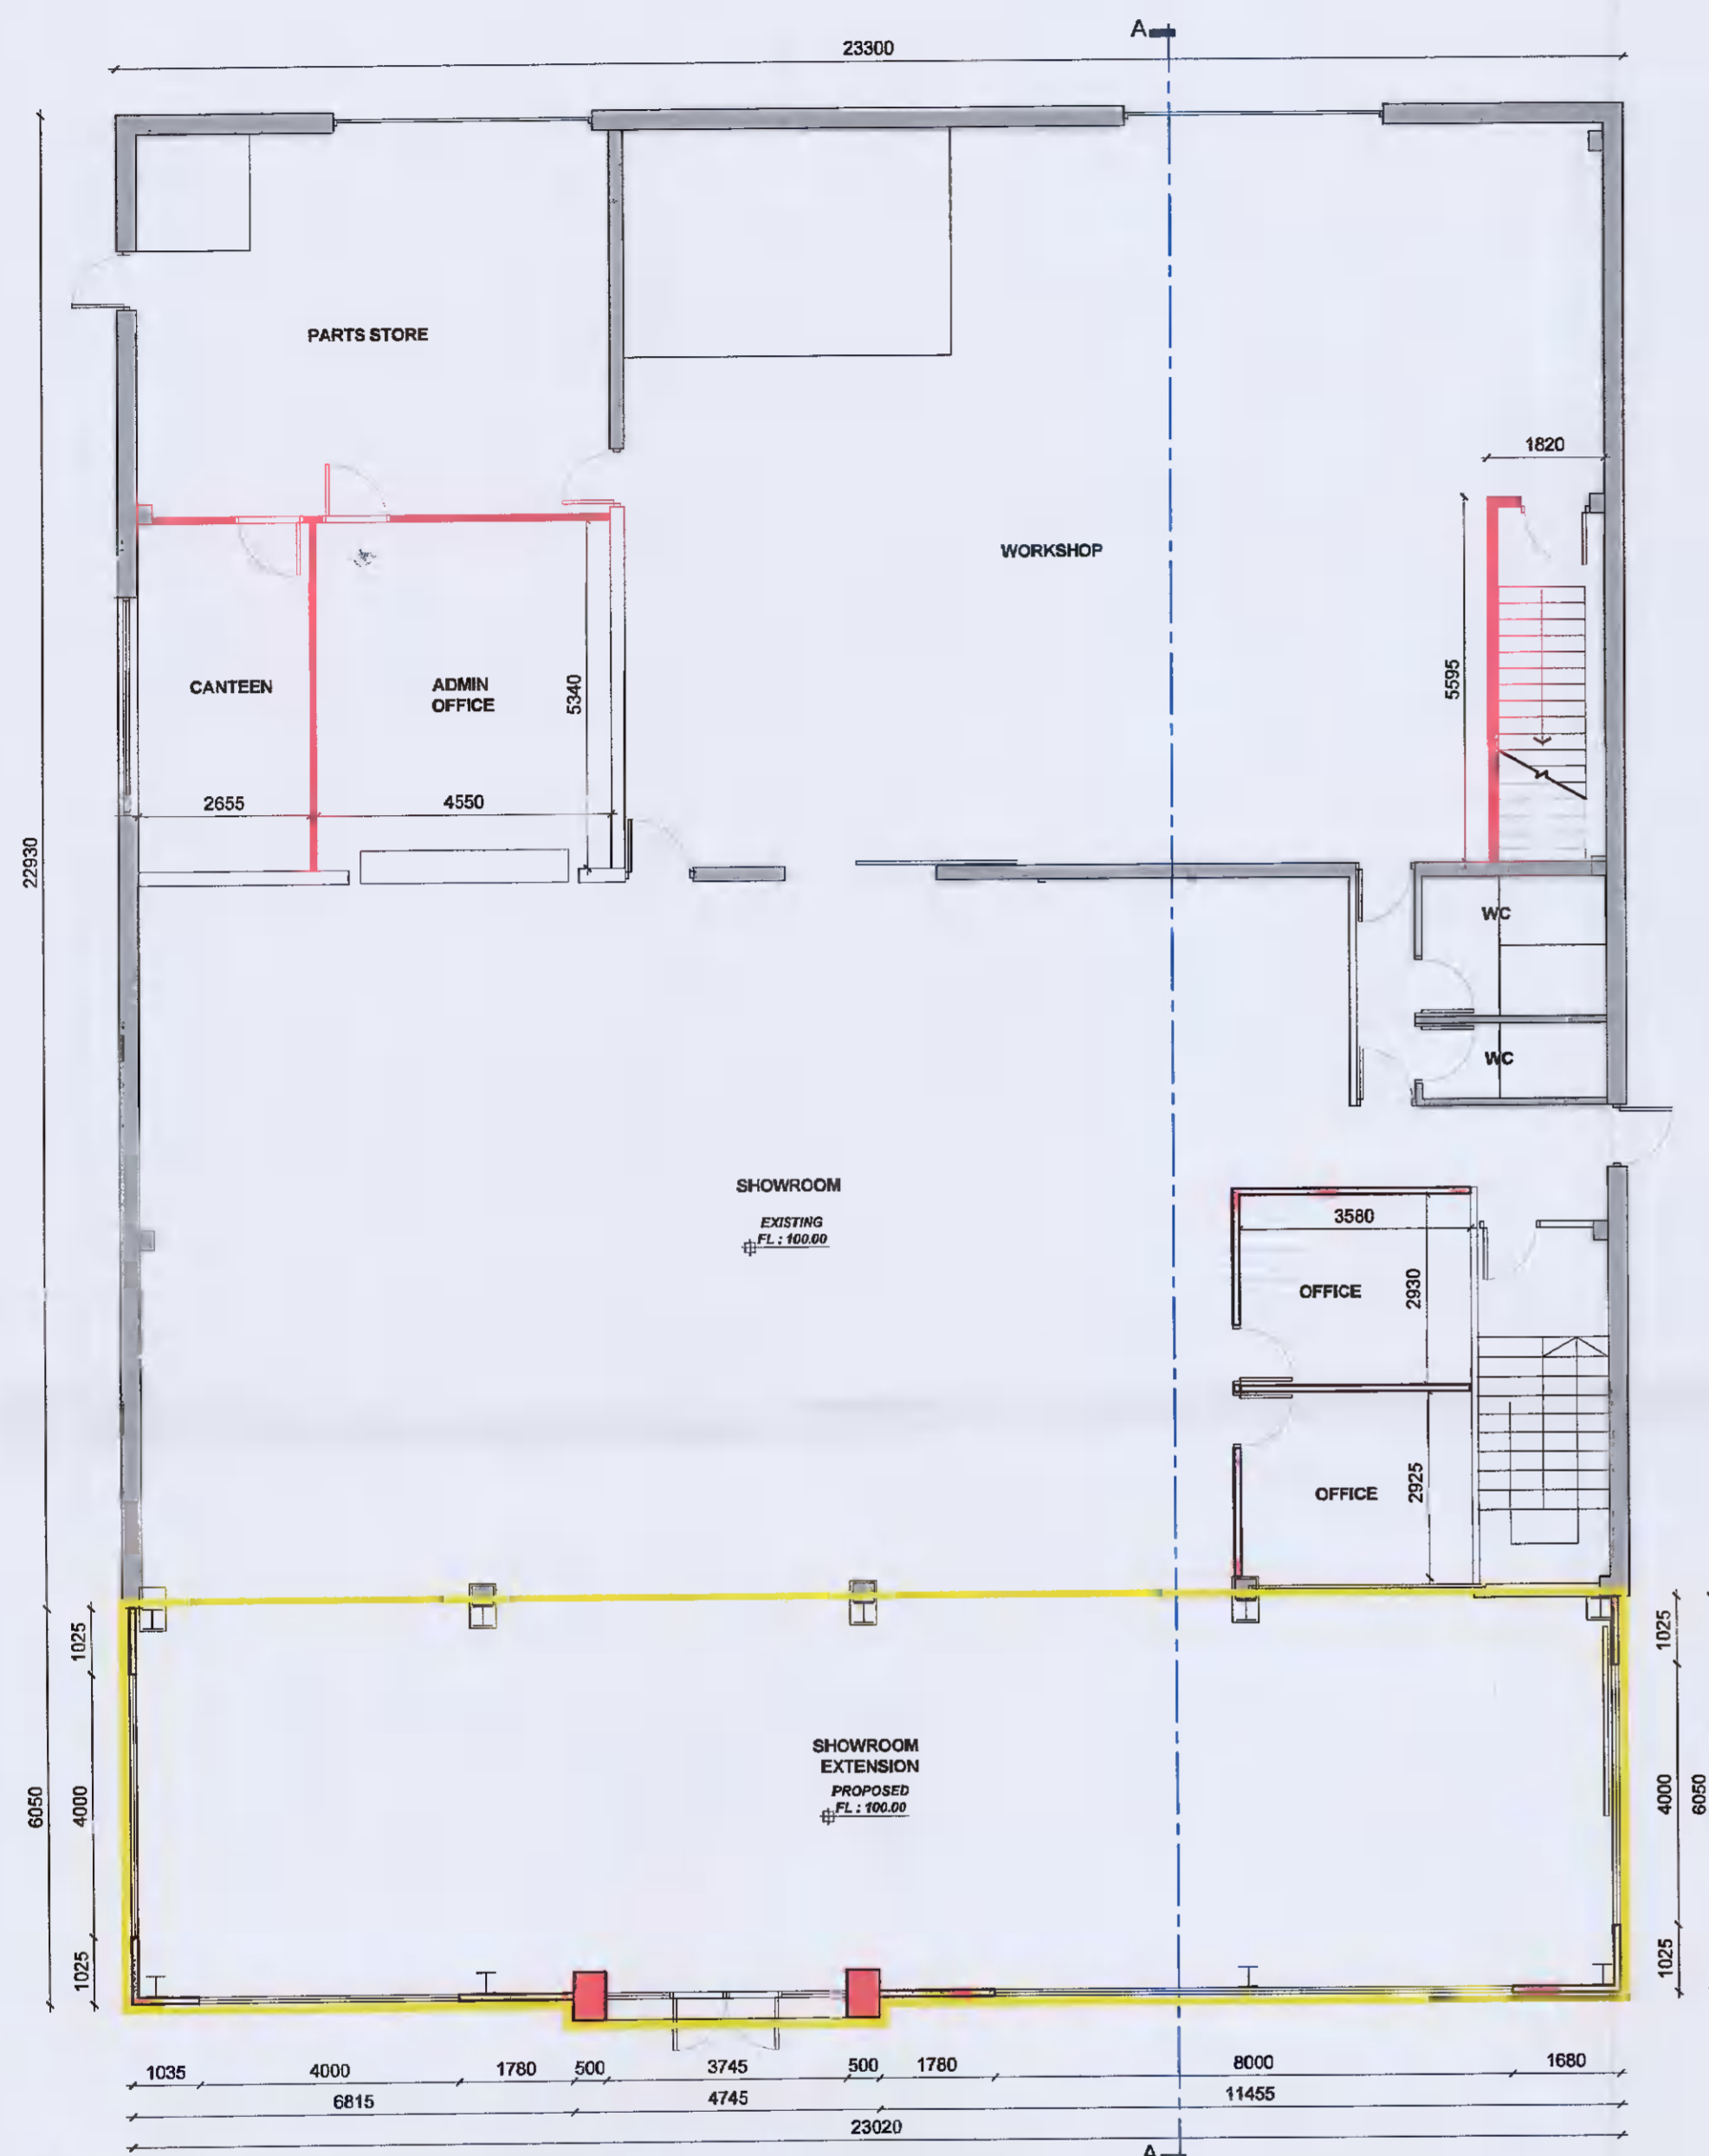 A
23300
PARTS STORE
1820
WORKSHOP
22930
CANTEEN
ADMIN
OFFICE
5340
5595
2655
4550
WC
WC
SHOWROOM
EXISTING
FL : 100.00
3580
OFFICE
2930
OFFICE
2925
1025
1025
SHOWROOM
EXTENSION
PROPOSED
FL : 100.00
6050
4000
4000
6050
1025
1025
1035
4000
1780
500
3745
500
1780
8000
1680
6815
4745
11455
23020
A